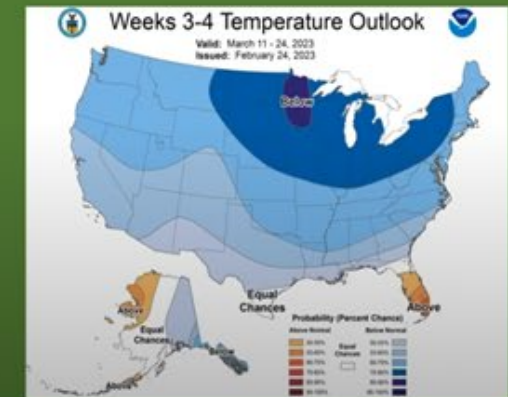 Weeks 3-4 Temperature Outlook
Valid: March 11 - 24, 2023
Issued: February 24, 2023
Below
Equal
Chances
Above
Above
Equal
Chances
Below
Above
Probability (Percent Chance)
Above Normal
Equal
Chances
Below Normal